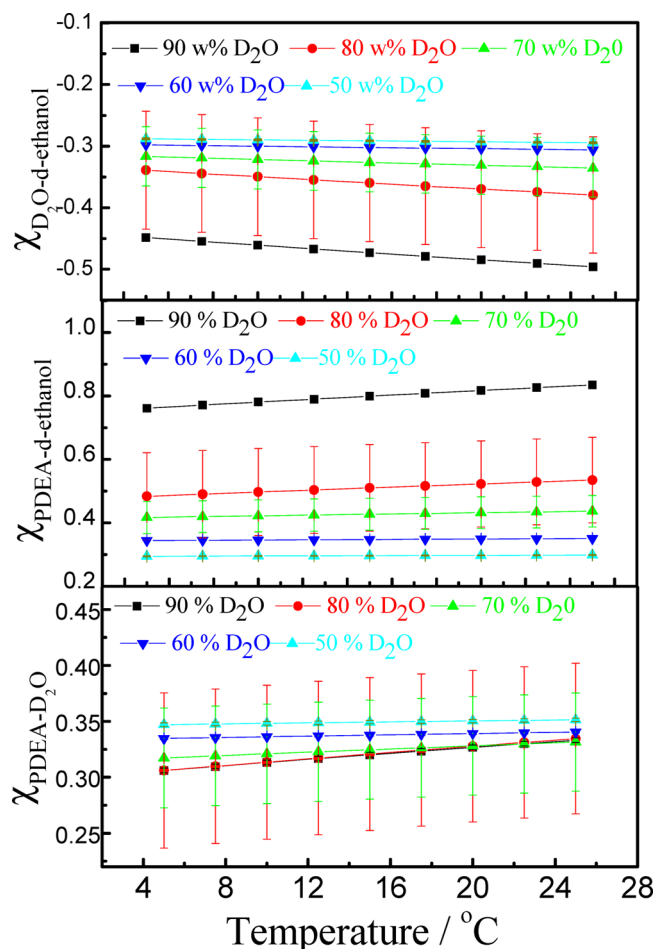 -0.1
-0.2
-0.3
-0.4
-0.5
χD₂O-d-ethanol
90 w% D₂O 80 w% D₂O 70 w% D₂0
60 w% D₂O 50 w% D₂O
1.0
0.8
0.6
0.4
0.2
χPDEA-d-ethanol
90 % D₂O 80 % D₂O 70 % D₂0
60 % D₂O 50 % D₂O
0.45
0.40
0.35
0.30
0.25
χPDEA-D₂O
90 % D₂O 80 % D₂O 70 % D₂0
60 % D₂O 50 % D₂O
4 8 12 16 20 24 28
Temperature / °C